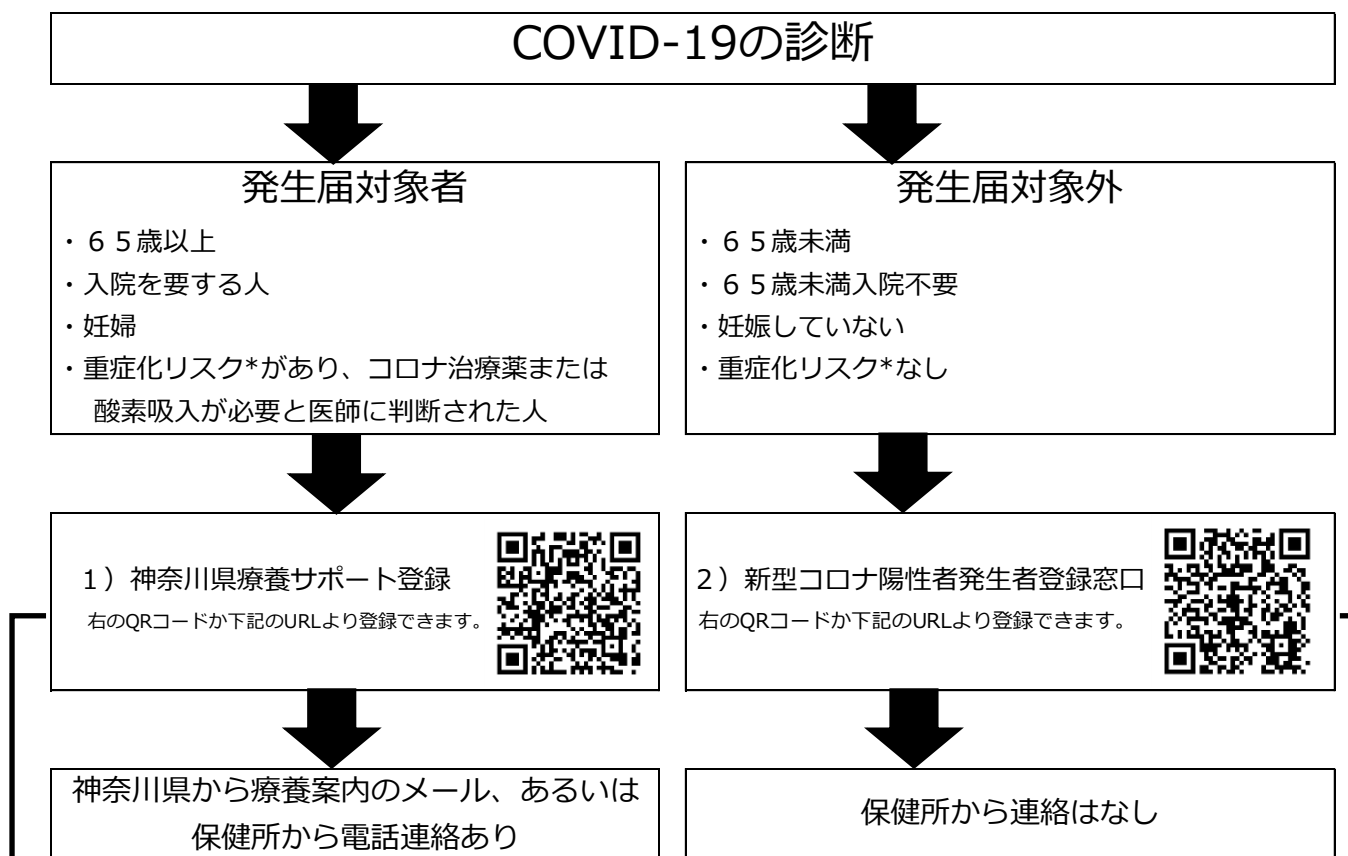 COVID-19の診断
発生届対象者
・６５歳以上
・入院を要する人
・妊婦
・重症化リスク*があり、コロナ治療薬または
酸素吸入が必要と医師に判断された人
発生届対象外
・６５歳未満
・６５歳未満入院不要
・妊娠していない
・重症化リスク*なし
１）神奈川県療養サポート登録
右のQRコードか下記のURLより登録できます。
２）新型コロナ陽性者発生者登録窓口
右のQRコードか下記のURLより登録できます。
神奈川県から療養案内のメール、あるいは
保健所から電話連絡あり
保健所から連絡はなし